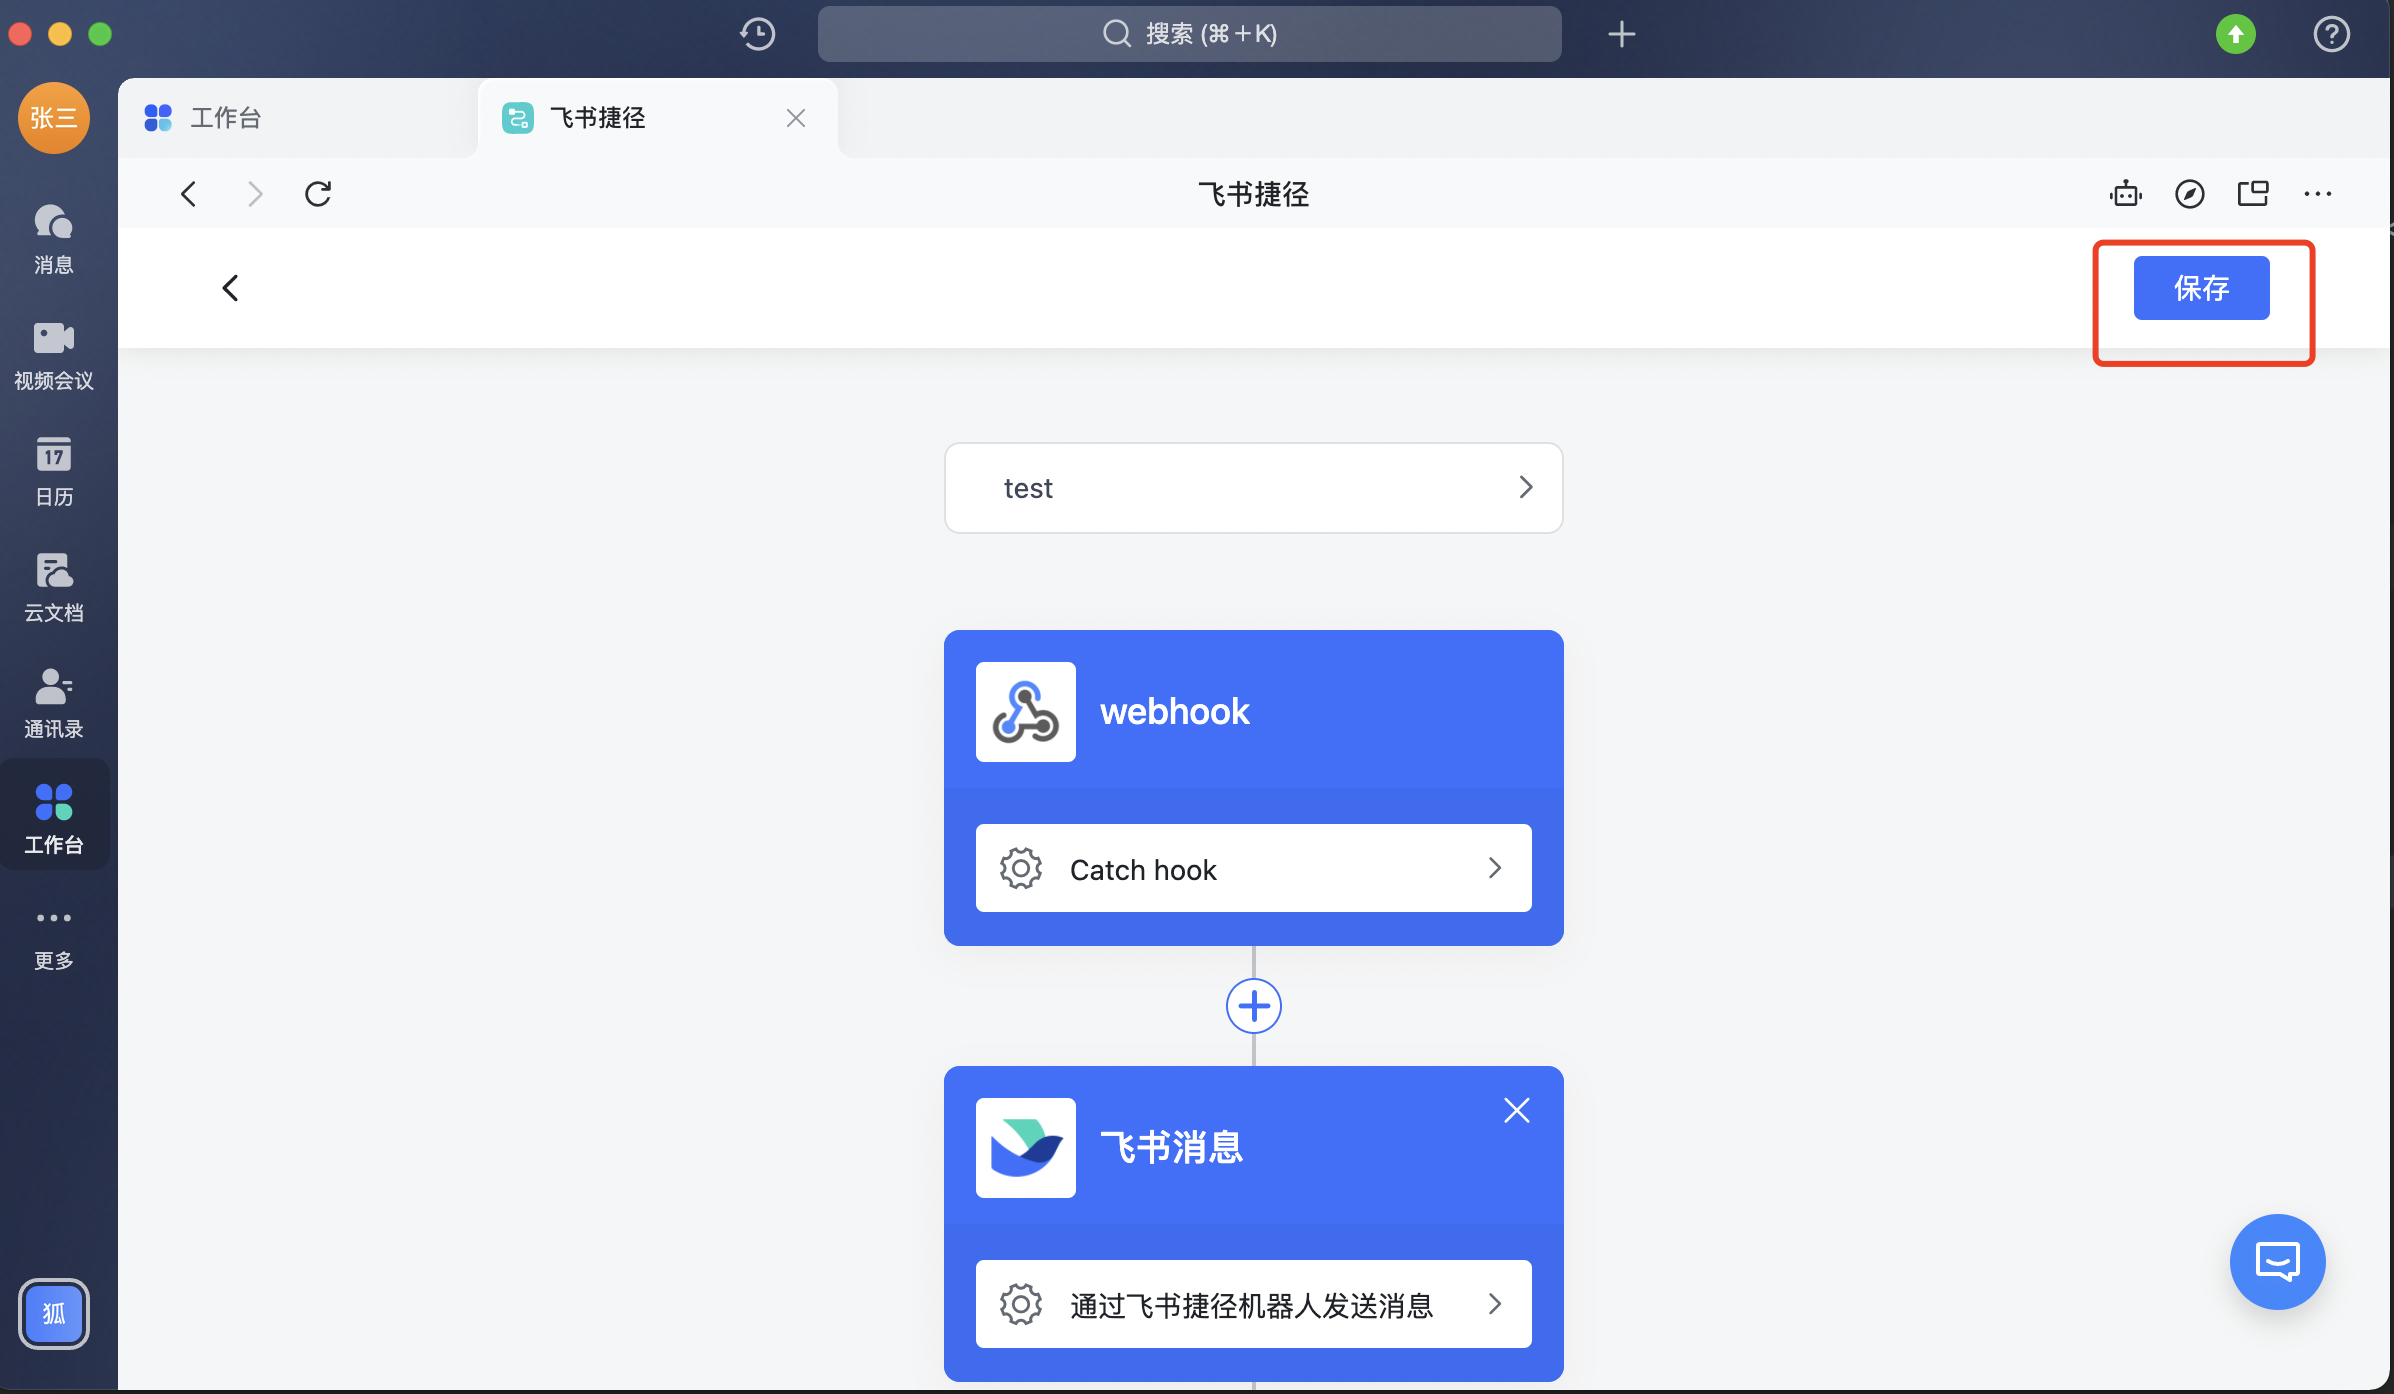 搜索 (⌘＋K)
张三
工作台
飞书捷径
飞书捷径
消息
视频会议
17
日历
云文档
通讯录
工作台
更多
狐
保存
test
webhook
Catch hook
飞书消息
通过飞书捷径机器人发送消息